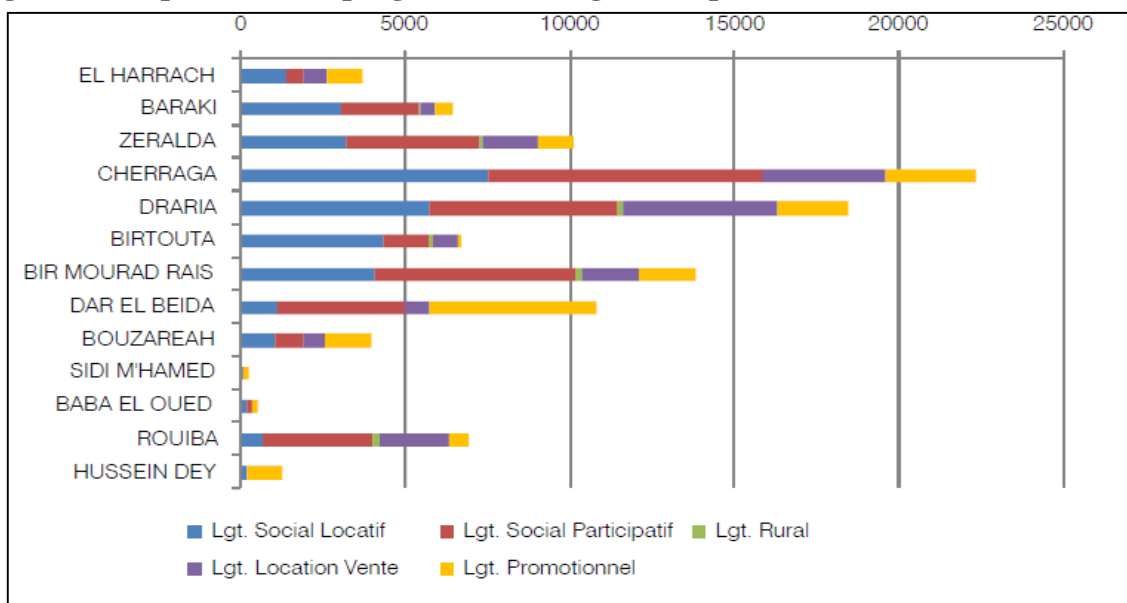 0 5000 10000 15000 20000 25000
EL HARRACH
BARAKI
ZERALDA
CHERRAGA
DRARIA
BIRTOUTA
BIR MOURAD RAIS
DAR EL BEIDA
BOUZAREAH
SIDI M'HAMED
BABA EL OUED
ROUIBA
HUSSEIN DEY
Lgt. Social Locatif Lgt. Social Participatif Lgt. Rural
Lgt. Location Vente Lgt. Promotionnel